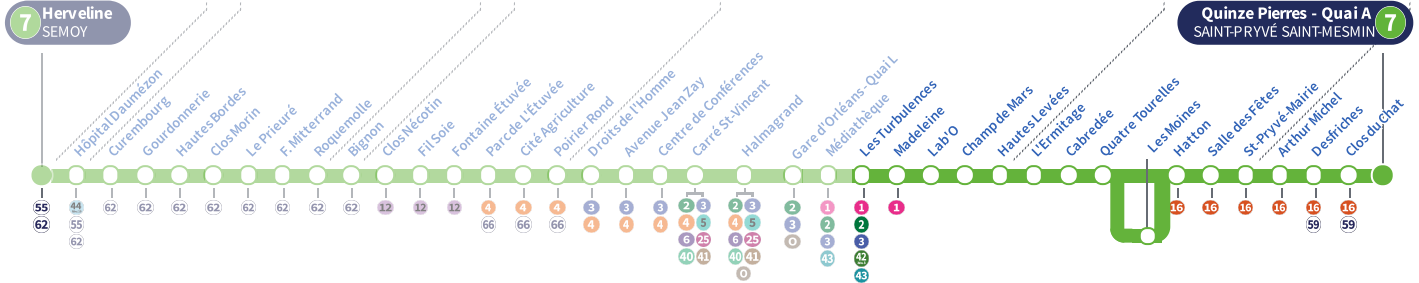 7 Herveline
SEMOY
Quinze Pierres - Quai A
SAINT-PRYVÉ SAINT-MESMIN 7
Hôpital Daumézon
Curembourg
Gourdonnerie
Hautes Bordes
Clos Morin
Le Prieuré
F. Mitterrand
Roquemolle
Bignon
Clos Nécotin
Fil Soie
Fontaine Étuvée
Parc de L'Étuvée
Cité Agriculture
Poirier Rond
Droits de l'Homme
Avenue Jean Zay
Centre de Conférences
Carré St-Vincent
Halmagrand
Gare d'Orléans - Quai L
Médiathèque
Les Turbulences
Madeleine
Lab'O
Champ de Mars
Hautes Levées
L'Ermitage
Cabredée
Quatre Tourelles
Les Moines
Hatton
Salle des Fêtes
St-Pryvé-Mairie
Arthur Michel
Desfriches
Clos du Chat
55 44 62 62 62 62 62 62 62 62 12 12 12 4 4 4 3 3 3 2 3 2 3 2 1 1 1 16 16 16 16 16 16
62 55 66 66 66 4 4 4 4 5 4 5 3 2 2 59 59
62 6 25 6 25 O 3 3
40 41 40 41 43 42
O 43